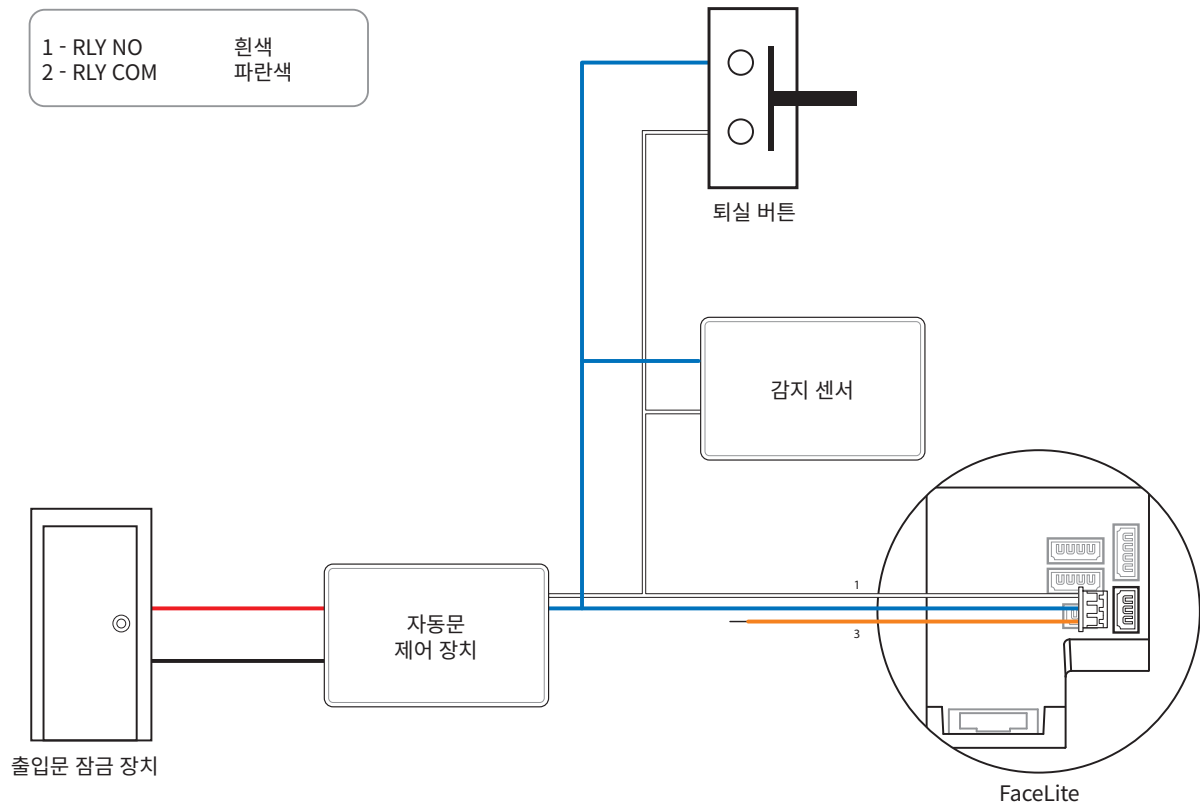 1 - RLY NO 흰색
2 - RLY COM 파란색
퇴실 버튼
감지 센서
1
자동문
제어 장치
3
출입문 잠금 장치
FaceLite